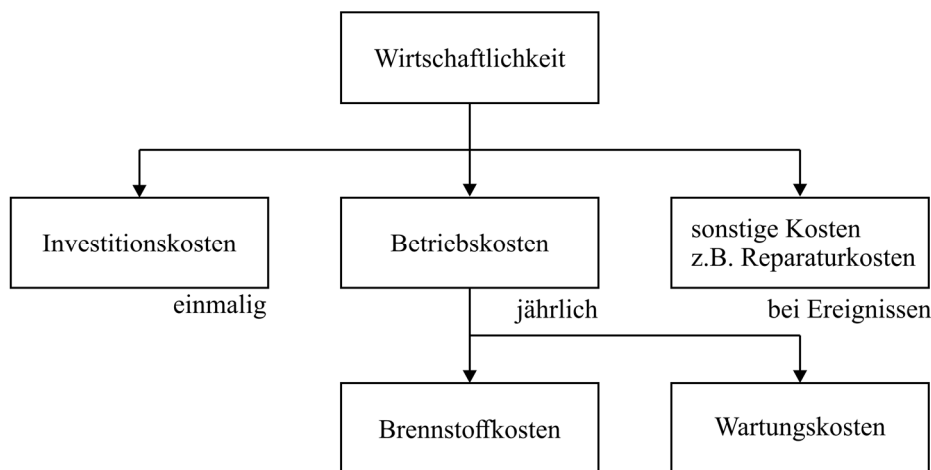 Wirtschaftlichkeit
Investitionskosten
Betriebskosten
sonstige Kosten
z.B. Reparaturkosten
einmalig
jährlich
bei Ereignissen
Brennstoffkosten
Wartungskosten